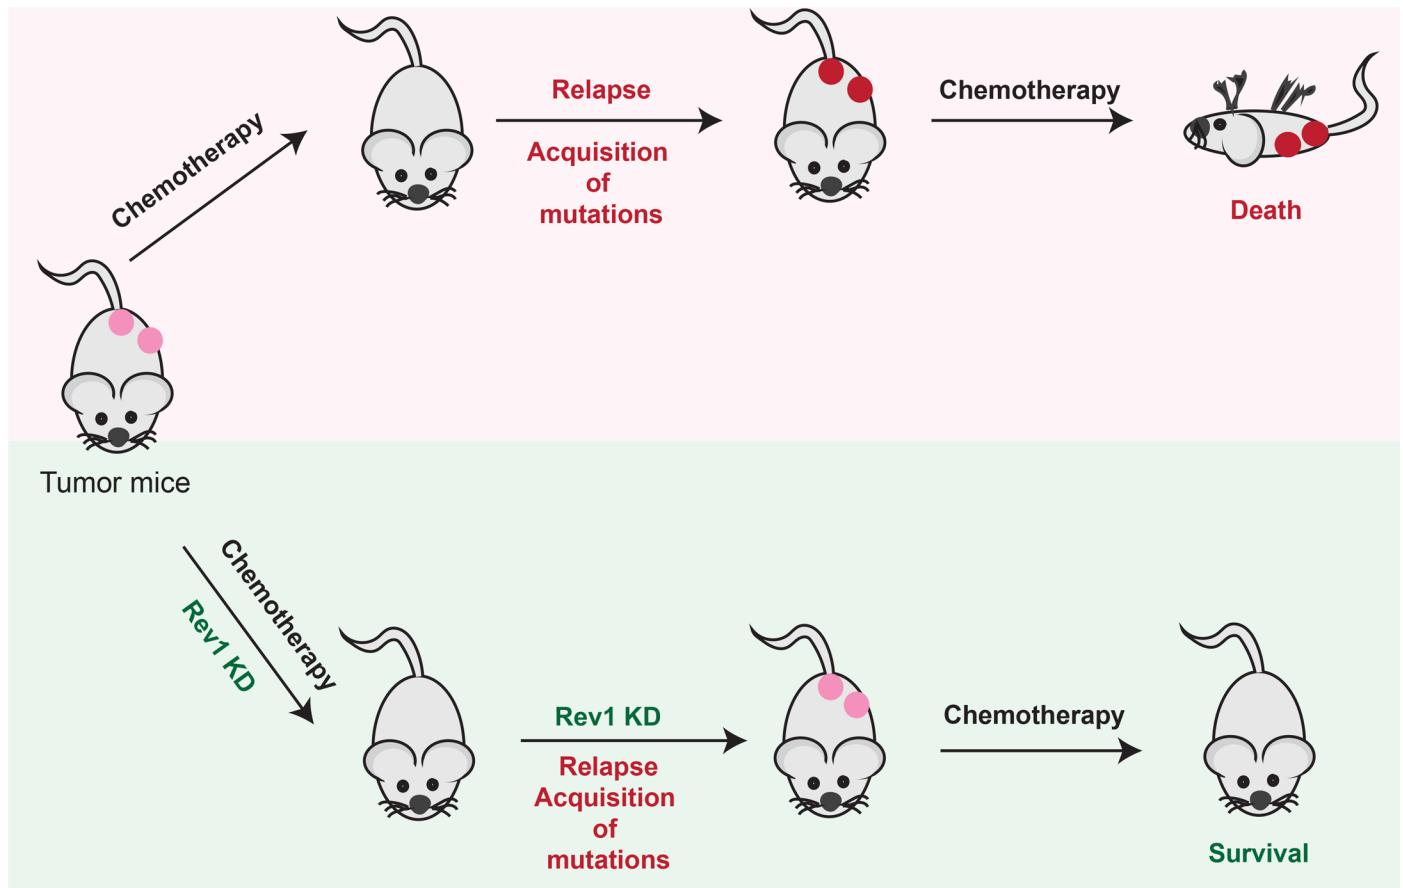 Chemotherapy
Relapse
Acquisition
of
mutations
Chemotherapy
Death
Tumor mice
Chemotherapy
Rev1 KD
Rev1 KD
Relapse
Acquisition
of
mutations
Chemotherapy
Survival